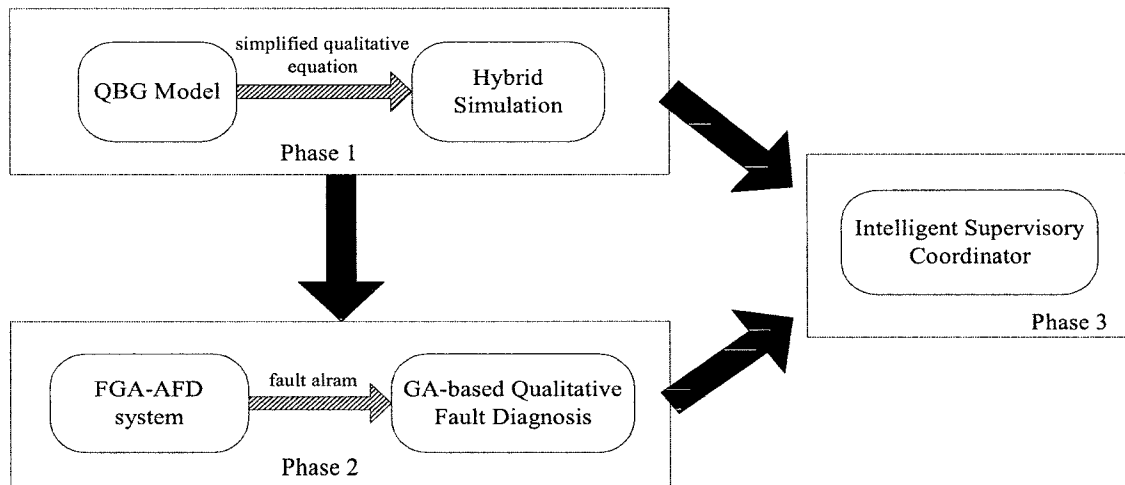 simplified qualitative
equation
QBG Model
Hybrid
Simulation
Phase 1
Intelligent Supervisory
Coordinator
Phase 3
FGA-AFD
system
fault alram
GA-based Qualitative
Fault Diagnosis
Phase 2